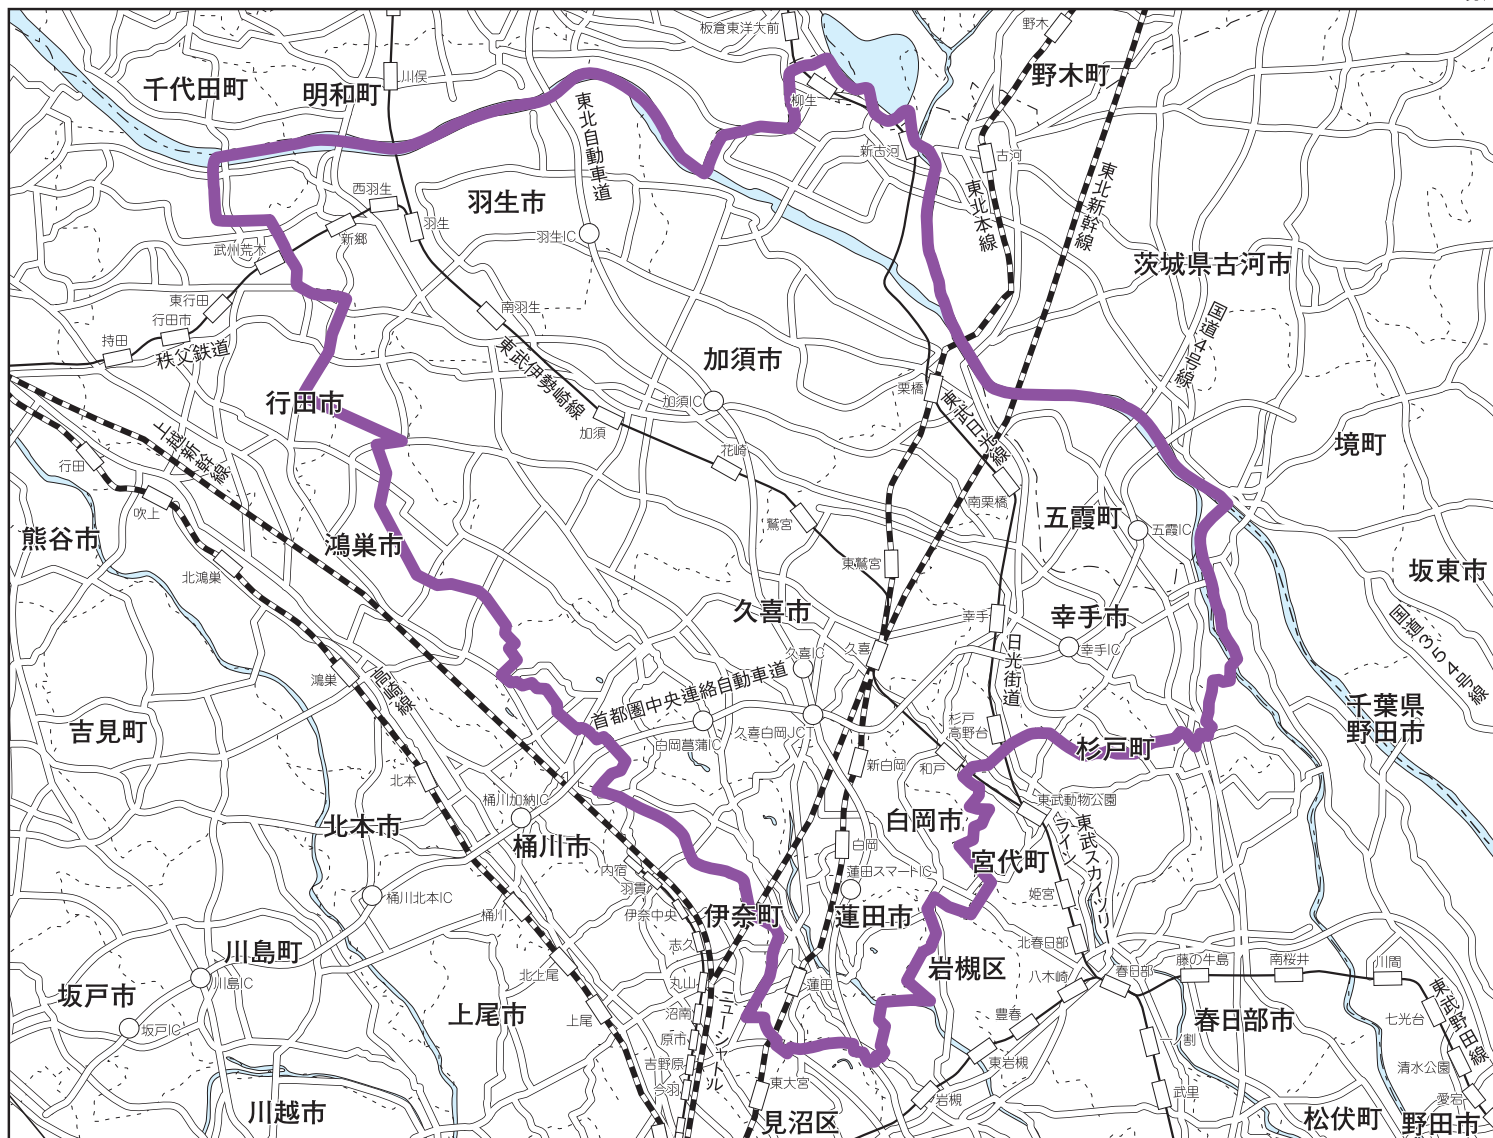 板倉東洋大前
野木
千代田町
明和町
川俣
野木町
柳生
東北自動車道
新古河
古河
東北本線
東北新幹線
西羽生
羽生市
羽生
新郷
武州荒木
羽生IC
茨城県古河市
東行田
行田市
持田
秩父鉄道
南羽生
国道4号線
東武伊勢崎線
加須市
栗橋
行田市
加須IC
東武日光線
加須
上越新幹線
花崎
境町
行田
南栗橋
吹上
鷲宮
五霞町
五霞IC
熊谷市
鴻巣市
東鷲宮
坂東市
北鴻巣
久喜市
幸手
幸手市
国道354号線
久喜IC
久喜
幸手IC
日光街道
鴻巣
高崎線
首都圏中央連絡自動車道
千葉県
野田市
吉見町
白岡菖蒲IC
久喜白岡JCT
杉戸
高野台
杉戸町
新白岡
和戸
北本
桶川加納IC
東武動物公園
北本市
桶川市
白岡市
東武スカイツリーライン
白岡
宮代町
内宿
羽貫
蓮田スマートIC
姫宮
桶川北本IC
桶川
伊奈中央
伊奈町
蓮田市
志久
北春日部
川島町
岩槻区
川島IC
北上尾
丸山
蓮田
八木崎
春日部
藤の牛島
南桜井
川間
坂戸市
坂戸IC
上尾市
上尾
沼南
豊春
春日部市
七光台
東武野田線
原市
ニューシャトル
一ノ割
吉野原
東岩槻
清水公園
今羽
東大宮
岩槻
武里
愛宕
川越市
見沼区
松伏町
野田市